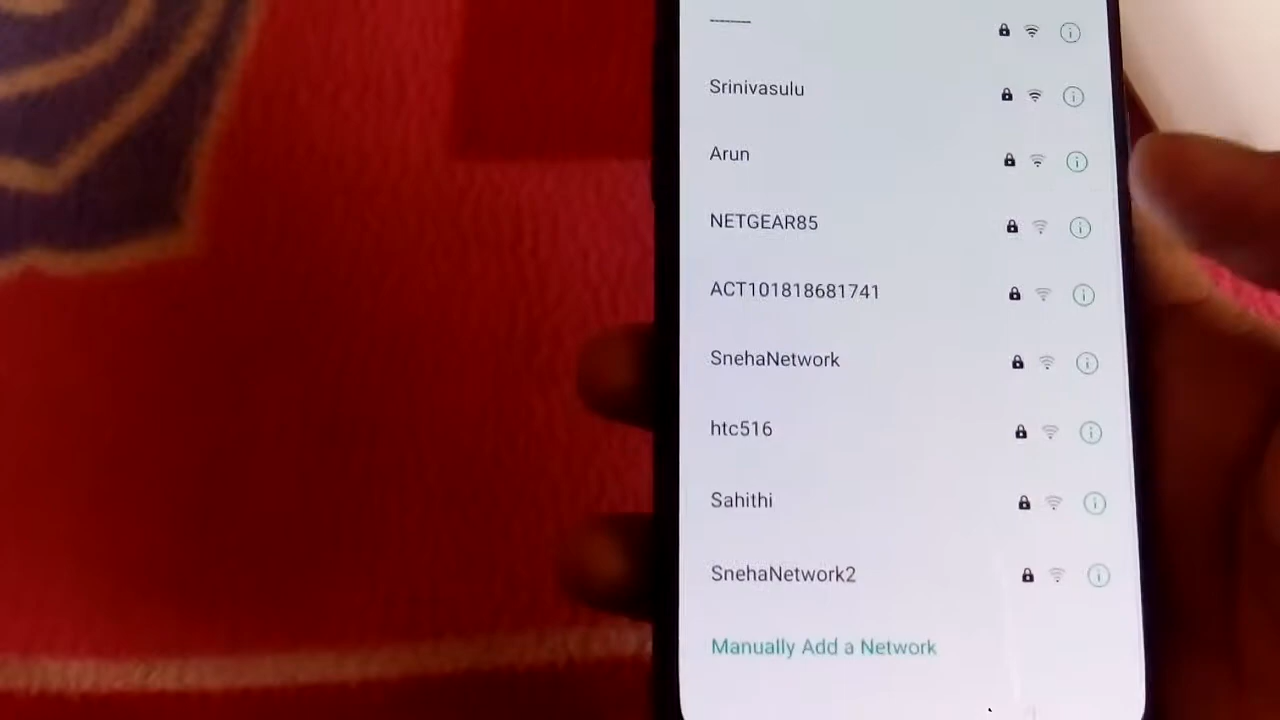 Srinivasulu
Arun
NETGEAR85
ACT101818681741
SnehaNetwork
htc516
Sahithi
SnehaNetwork2
Manually Add a Network